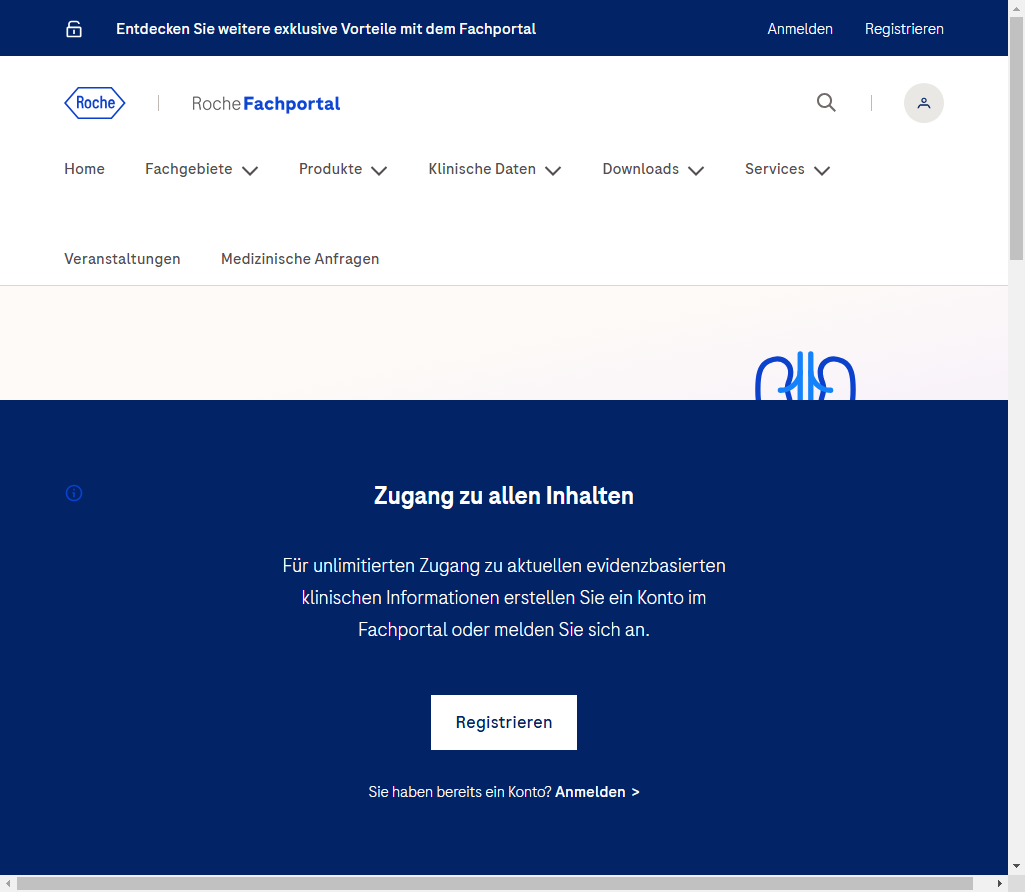 Entdecken Sie weitere exklusive Vorteile mit dem Fachportal
Anmelden
Registrieren
Roche
Roche Fachportal
Home
Fachgebiete
Produkte
Klinische Daten
Downloads
Services
Veranstaltungen
Medizinische Anfragen
Zugang zu allen Inhalten
Für unlimitierten Zugang zu aktuellen evidenzbasierten
klinischen Informationen erstellen Sie ein Konto im
Fachportal oder melden Sie sich an.
Registrieren
Sie haben bereits ein Konto? Anmelden >